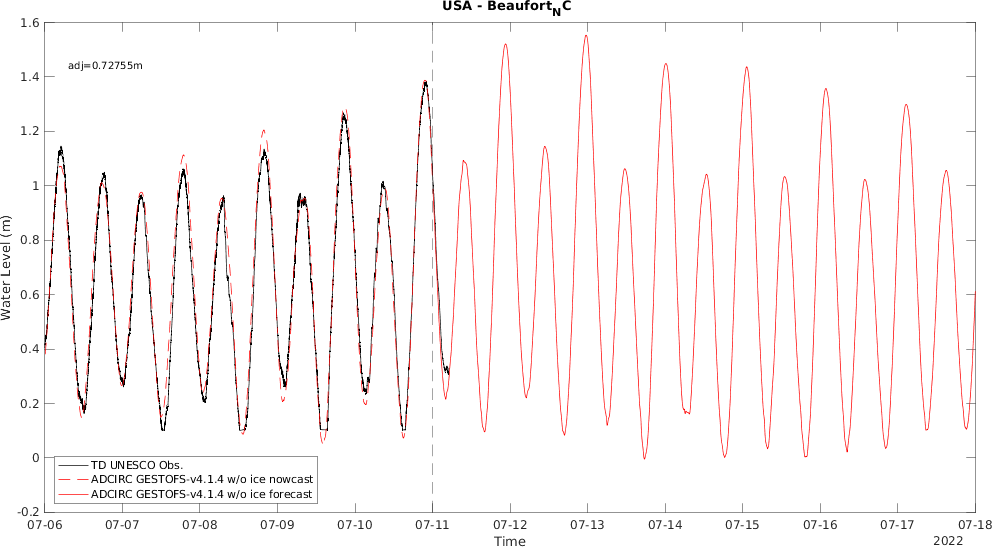 USA - Beaufort_NC
adj=0.72755m
1.6
1.4
1.2
1
0.8
0.6
0.4
0.2
0
-0.2
Water Level (m)
TD UNESCO Obs.
ADCIRC GESTOFS-v4.1.4 w/o ice nowcast
ADCIRC GESTOFS-v4.1.4 w/o ice forecast
07-06 07-07 07-08 07-09 07-10 07-11 07-12 07-13 07-14 07-15 07-16 07-17 07-18
Time
2022